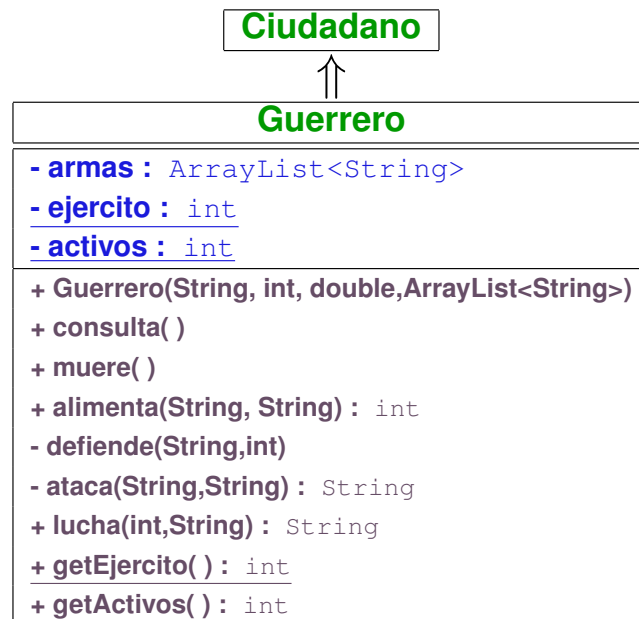 Ciudadano
Guerrero
- armas : ArrayList<String>
- ejercito : int
- activos : int
+ Guerrero(String, int, double,ArrayList<String>)
+ consulta( )
+ muere( )
+ alimenta(String, String) : int
- defiende(String,int)
- ataca(String,String) : String
+ lucha(int,String) : String
+ getEjercito( ) : int
+ getActivos( ) : int